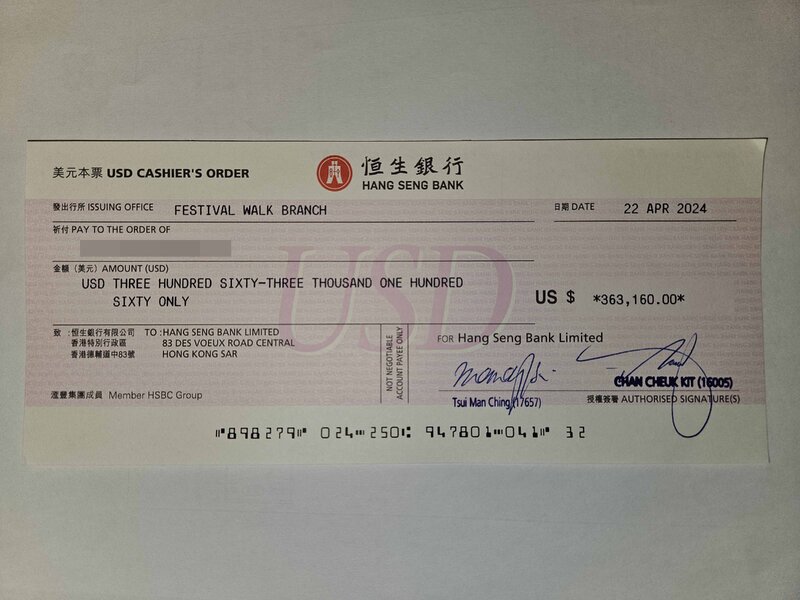 美元本票 USD CASHIER'S ORDER
恒生銀行
HANG SENG BANK
發出行所 ISSUING OFFICE FESTIVAL WALK BRANCH
日期 DATE 22 APR 2024
祈付 PAY TO THE ORDER OF
金額 (美元) AMOUNT (USD)
USD THREE HUNDRED SIXTY-THREE THOUSAND ONE HUNDRED
SIXTY ONLY
US $ *363,160.00*
USD
致 : 恒生銀行有限公司 TO : HANG SENG BANK LIMITED
香港特別行政區 83 DES VOEUX ROAD CENTRAL
香港德輔道中83號 HONG KONG SAR
NOT NEGOTIABLE
ACCOUNT PAYEE ONLY
FOR Hang Seng Bank Limited
Tsui Man Ching (17657)
CHAN CHEUK KIT (16005)
授權簽署 AUTHORISED SIGNATURE(S)
滙豐集團成員 Member HSBC Group
⑈898279⑈ 024⑉250⑆ 947801⑉041⑈ 32